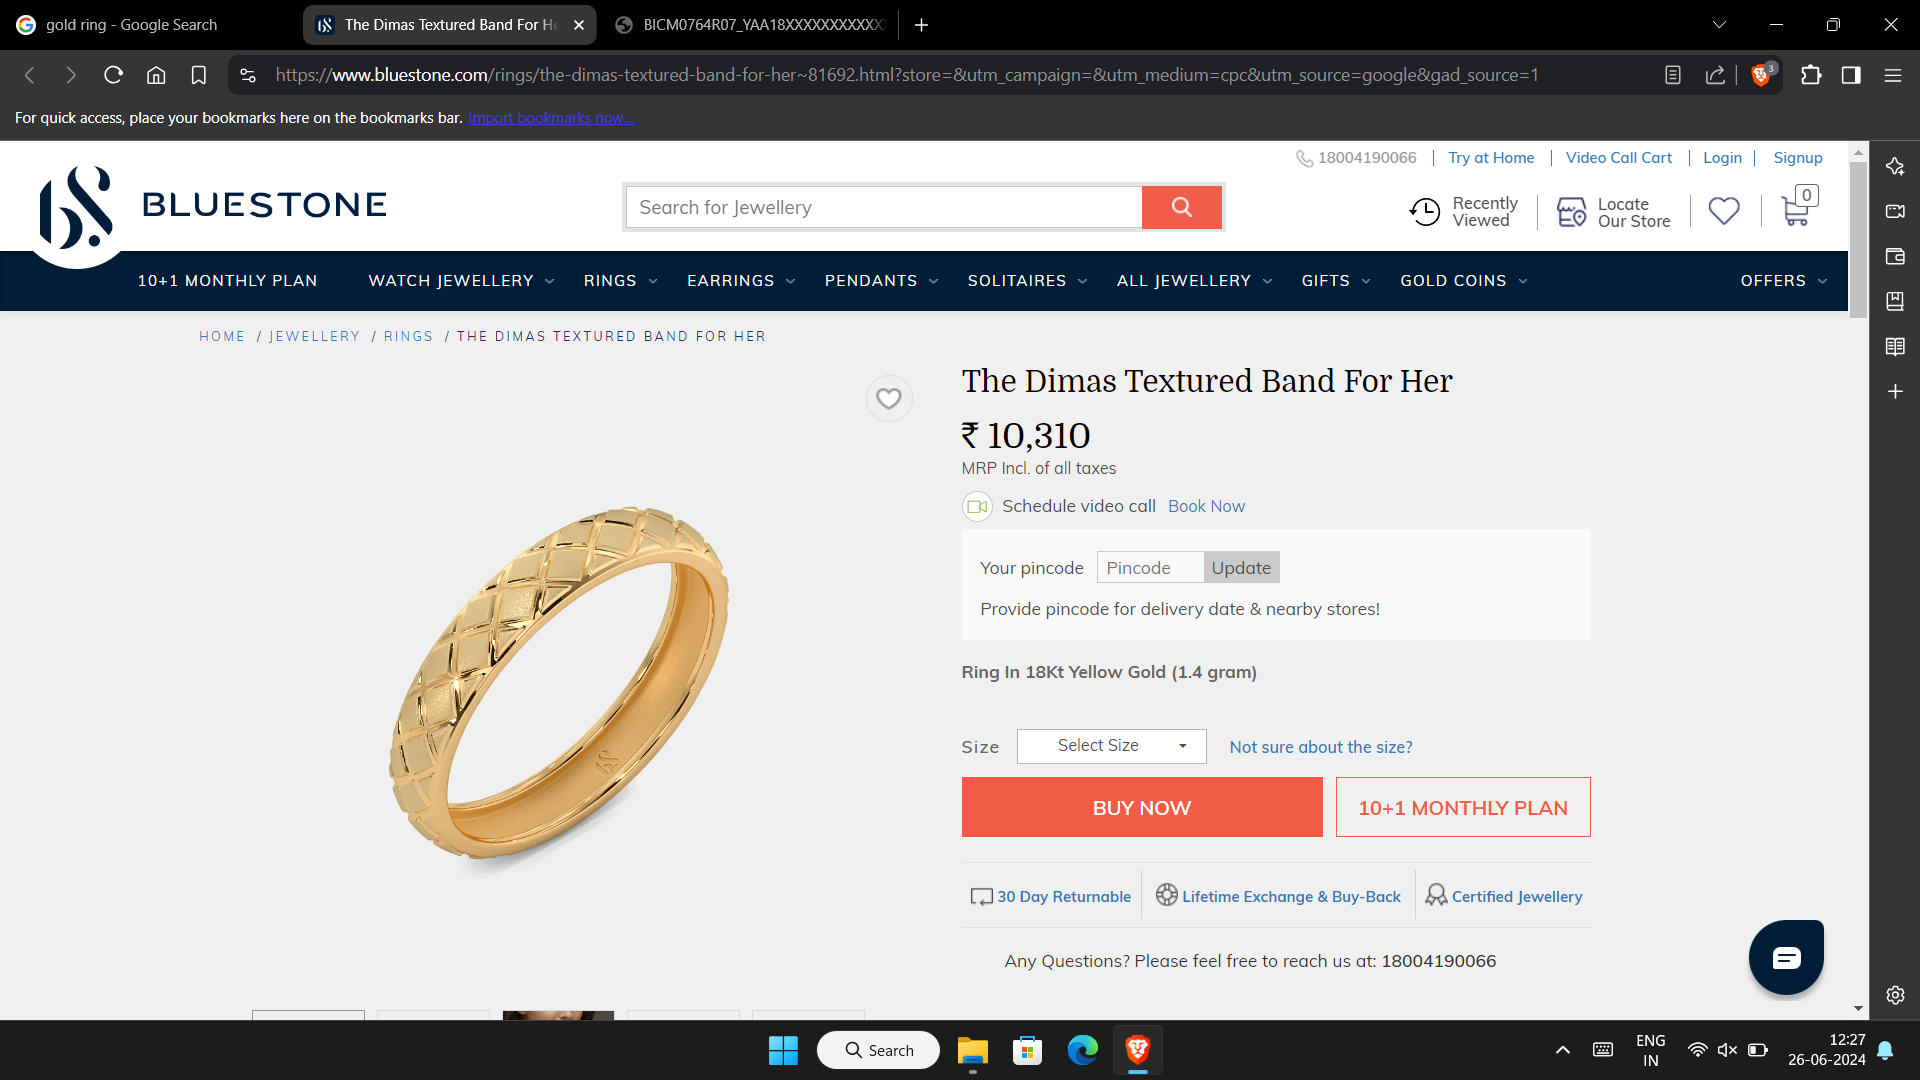 gold ring - Google Search
The Dimas Textured Band For He
BICM0764R07_YAA18XXXXXXXXXXXX
https://www.bluestone.com/rings/the-dimas-textured-band-for-her~81692.html?store=&utm_campaign=&utm_medium=cpc&utm_source=google&gad_source=1
3
For quick access, place your bookmarks here on the bookmarks bar. Import bookmarks now...
18004190066 | Try at Home | Video Call Cart | Login | Signup
BLUESTONE
Search for Jewellery
Recently
Viewed
Locate
Our Store
0
10+1 MONTHLY PLAN WATCH JEWELLERY RINGS EARRINGS PENDANTS SOLITAIRES ALL JEWELLERY GIFTS GOLD COINS OFFERS
HOME / JEWELLERY / RINGS / THE DIMAS TEXTURED BAND FOR HER
The Dimas Textured Band For Her
₹ 10,310
MRP Incl. of all taxes
Schedule video call Book Now
Your pincode Pincode Update
Provide pincode for delivery date & nearby stores!
Ring In 18Kt Yellow Gold (1.4 gram)
Size Select Size Not sure about the size?
BUY NOW
10+1 MONTHLY PLAN
30 Day Returnable
Lifetime Exchange & Buy-Back
Certified Jewellery
Any Questions? Please feel free to reach us at: 18004190066
Search
ENG
IN
12:27
26-06-2024